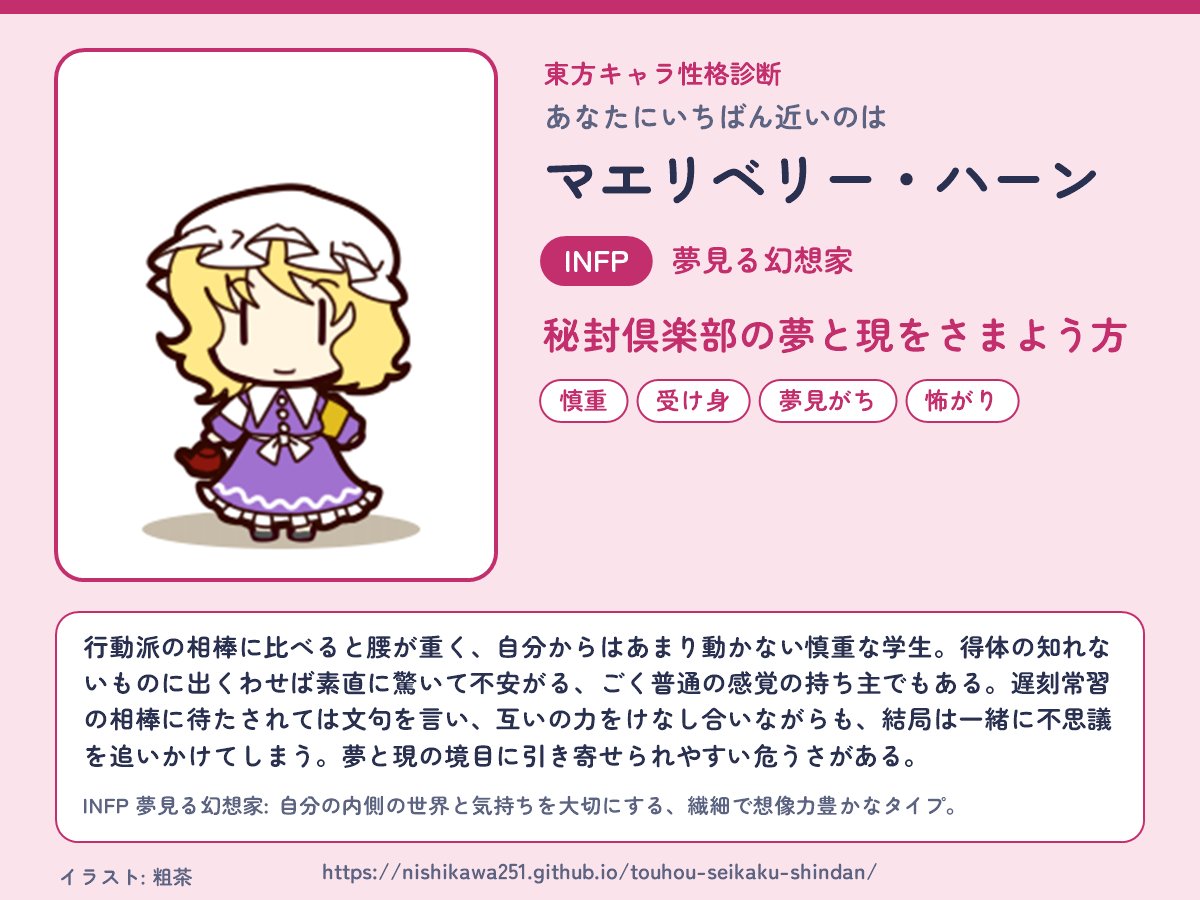 東方キャラ性格診断
あなたにいちばん近いのは
マエリベリー・ハーン
INFP 夢見る幻想家
秘封倶楽部の夢と現をさまよう方
慎重 受け身 夢見がち 怖がり
行動派の相棒に比べると腰が重く、自分からはあまり動かない慎重な学生。得体の知れな
いものに出くわせば素直に驚いて不安がる、ごく普通の感覚の持ち主でもある。遅刻常習
の相棒に待たされては文句を言い、互いの力をけなし合いながらも、結局は一緒に不思議
を追いかけてしまう。夢と現の境目に引き寄せられやすい危うさがある。
INFP 夢見る幻想家: 自分の内側の世界と気持ちを大切にする、繊細で想像力豊かなタイプ。
イラスト: 粗茶
https://nishikawa251.github.io/touhou-seikaku-shindan/